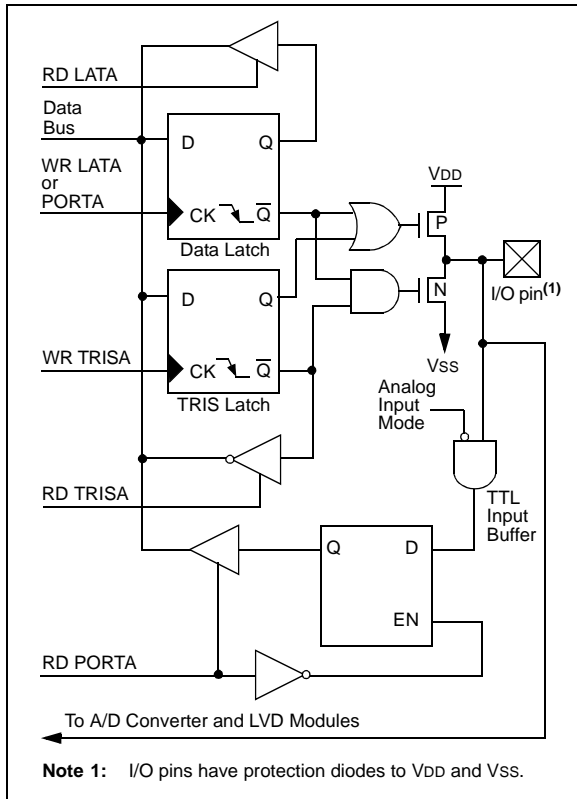 RD LATA
Data
Bus
D Q
WR LATA
or
PORTA
CK Q
Data Latch
VDD
P
N
I/O pin(1)
D Q
WR TRISA
CK Q
TRIS Latch
VSS
Analog
Input
Mode
RD TRISA
TTL
Input
Buffer
Q D
EN
RD PORTA
To A/D Converter and LVD Modules
Note 1: I/O pins have protection diodes to VDD and VSS.